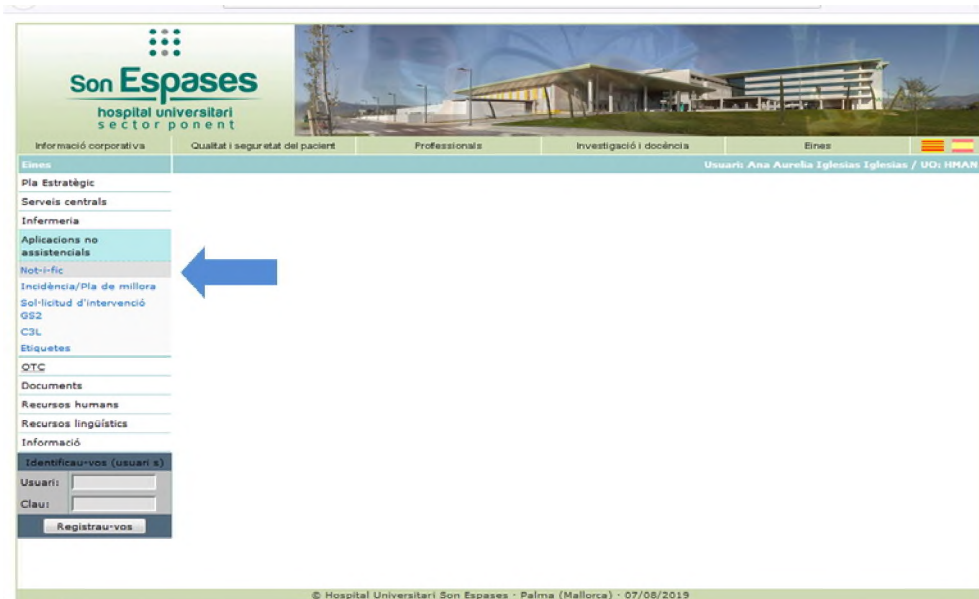 Son Espases
hospital universitari
sector ponent
Informació corporativa
Qualitat i seguretat del pacient
Professionals
Investigació i docència
Eines
Eines
Usuari: Ana Aurelia Iglesias Iglesias / UO: HMAN
Pla Estratègic
Serveis centrals
Infermeria
Aplicacions no
assistencials
Not-i-fic
Incidència/Pla de millora
Sol·licitud d'intervenció
GS2
C3L
Etiquetes
OTC
Documents
Recursos humans
Recursos lingüístics
Informació
Identificau-vos (usuari s)
Usuari:
Clau:
Registrau-vos
© Hospital Universitari Son Espases · Palma (Mallorca) · 07/08/2019